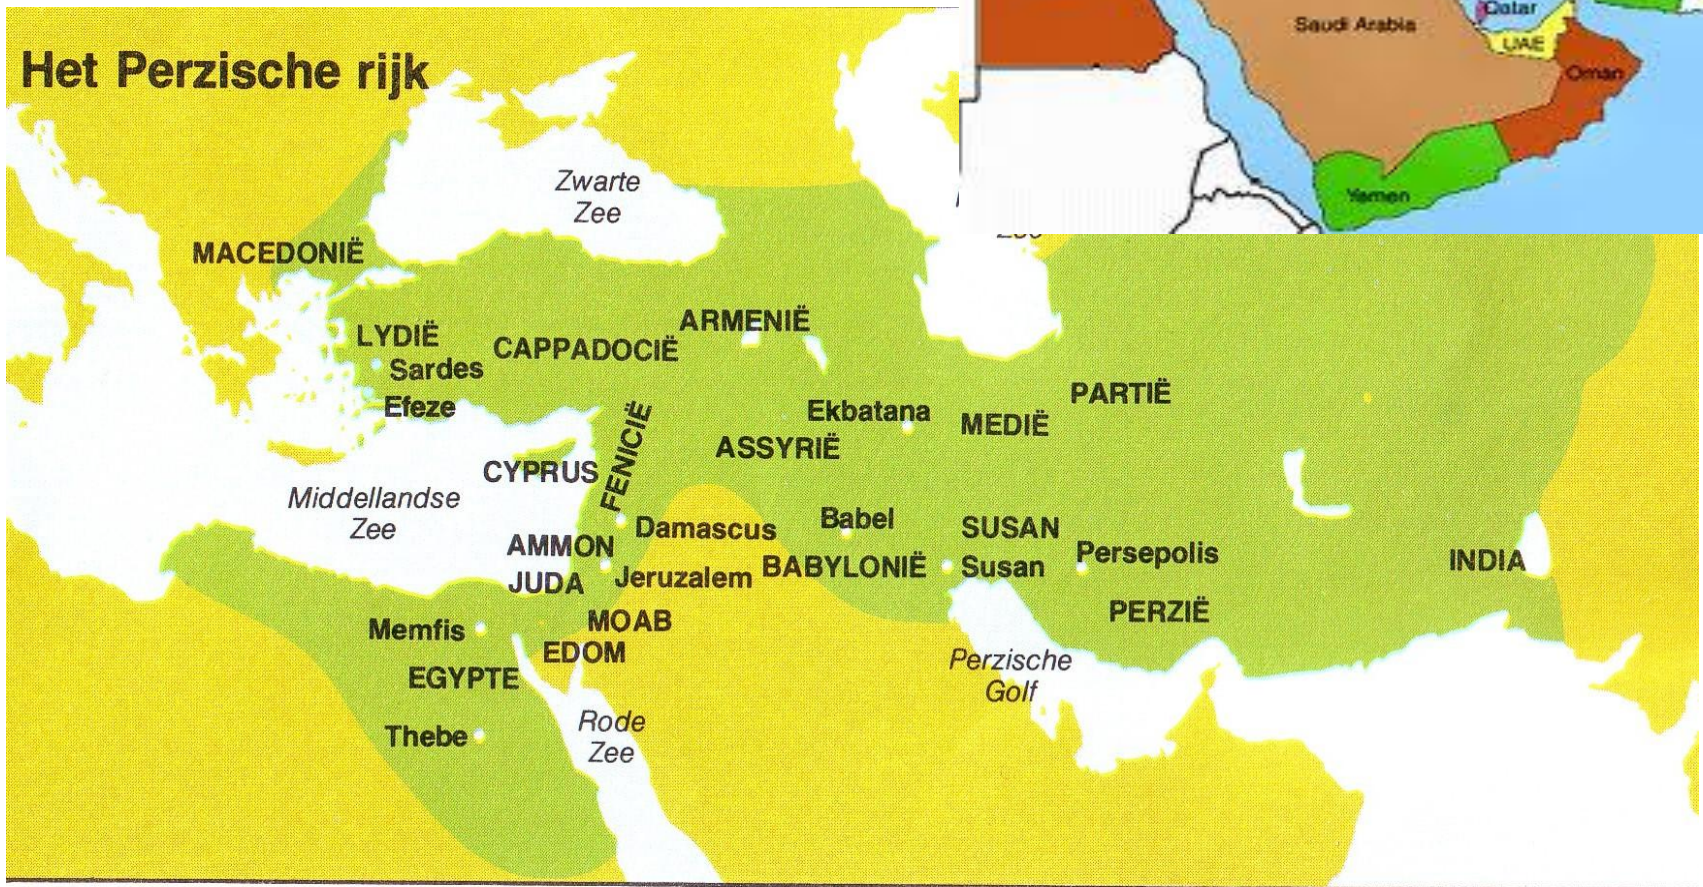 Het Perzische rijk
Saudi Arabia
Qatar
UAE
Oman
Yemen
Zwarte
Zee
MACEDONIË
ARMENIË
LYDIË
CAPPADOCIË
Sardes
Efeze
PARTIË
Ekbatana
MEDIË
FENICIË
ASSYRIË
CYPRUS
Middellandse
Zee
Damascus
Babel
SUSAN
Persepolis
AMMON
JUDA
Jeruzalem
BABYLONIË
Susan
INDIA
PERZIË
Memfis
MOAB
EDOM
EGYPTE
Perzische
Golf
Thebe
Rode
Zee